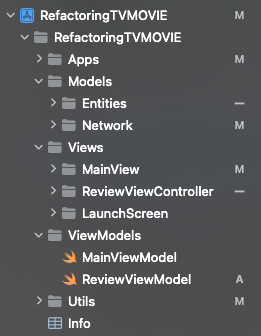 RefactoringTVMOVIE M
RefactoringTVMOVIE
Apps M
Models
Entities —
Network M
Views
MainView M
ReviewViewController —
LaunchScreen
ViewModels
MainViewModel
ReviewViewModel A
Utils M
Info